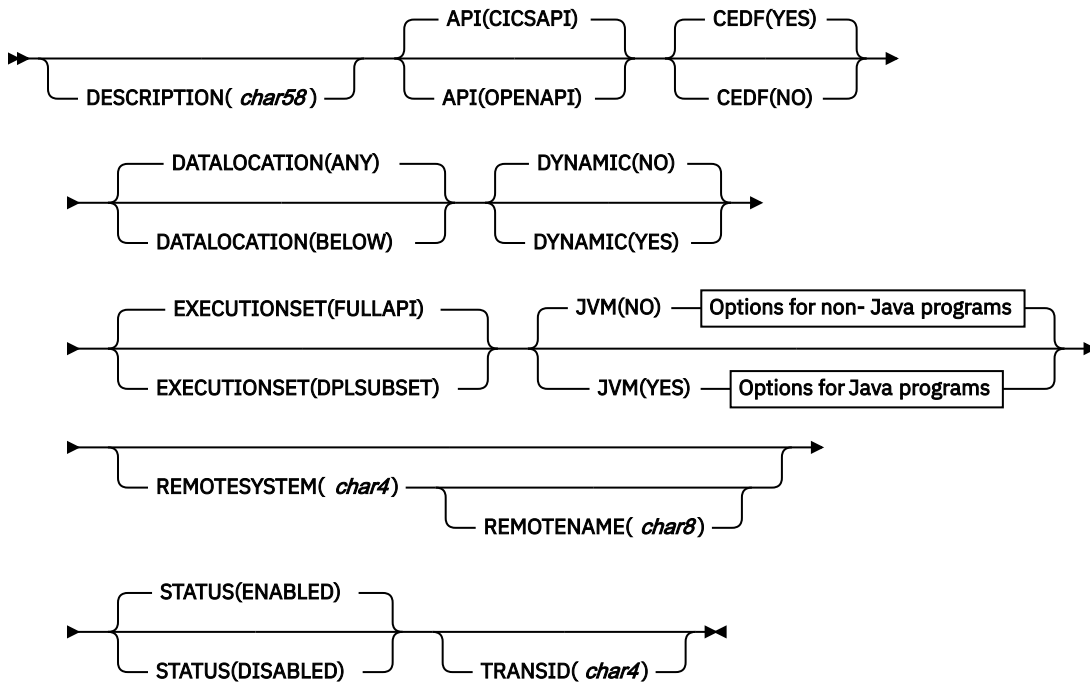 API(CICSAPI) CEDF(YES)
DESCRIPTION( char58 ) API(OPENAPI) CEDF(NO)
DATALOCATION(ANY) DYNAMIC(NO)
DATALOCATION(BELOW) DYNAMIC(YES)
EXECUTIONSET(FULLAPI) JVM(NO) Options for non- Java programs
EXECUTIONSET(DPLSUBSET) JVM(YES) Options for Java programs
REMOTESYSTEM( char4 )
REMOTENAME( char8 )
STATUS(ENABLED)
STATUS(DISABLED) TRANSID( char4 )